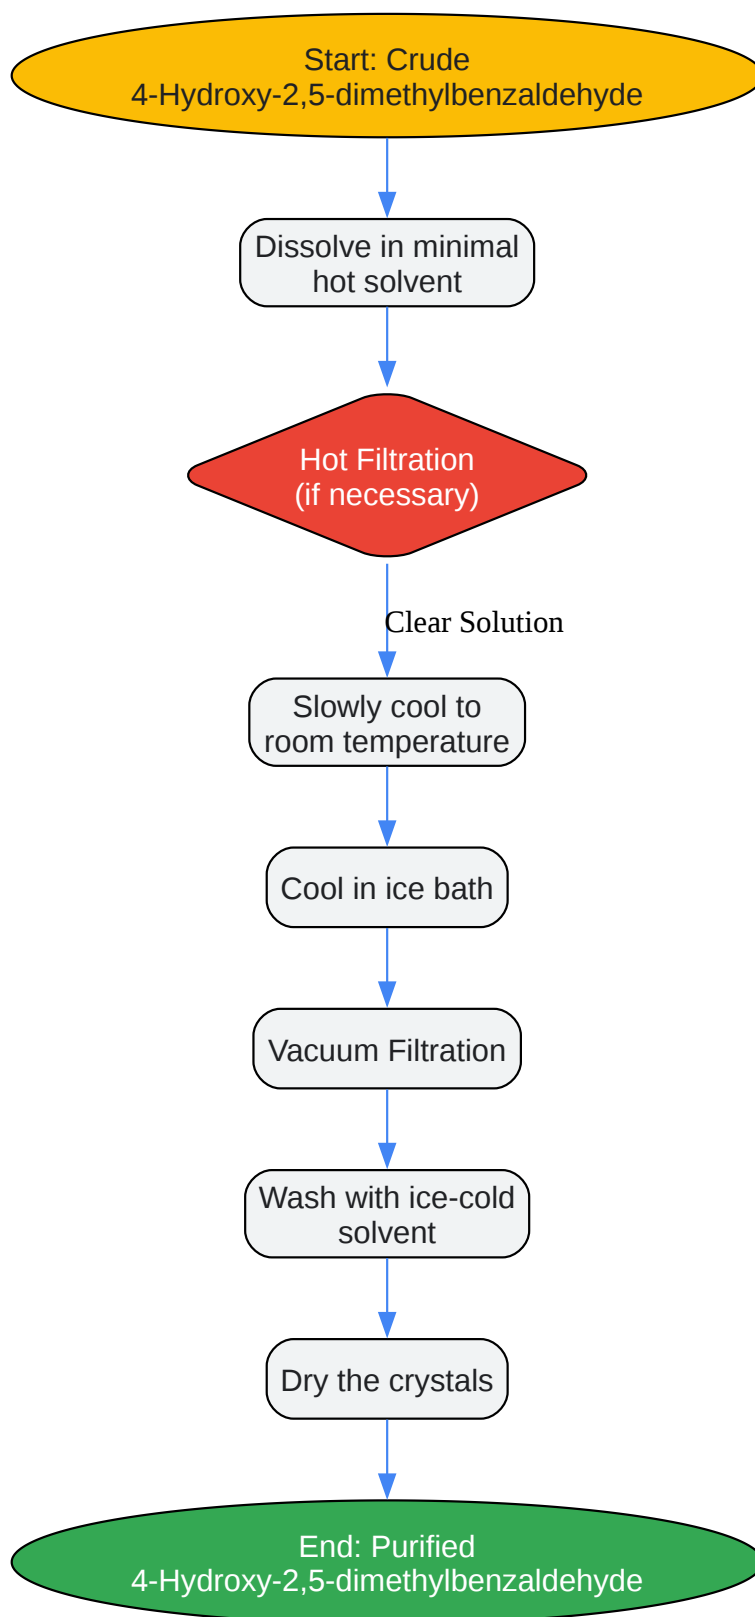 Start: Crude
4-Hydroxy-2,5-dimethylbenzaldehyde
Dissolve in minimal
hot solvent
Hot Filtration
(if necessary)
Clear Solution
Slowly cool to
room temperature
Cool in ice bath
Vacuum Filtration
Wash with ice-cold
solvent
Dry the crystals
End: Purified
4-Hydroxy-2,5-dimethylbenzaldehyde